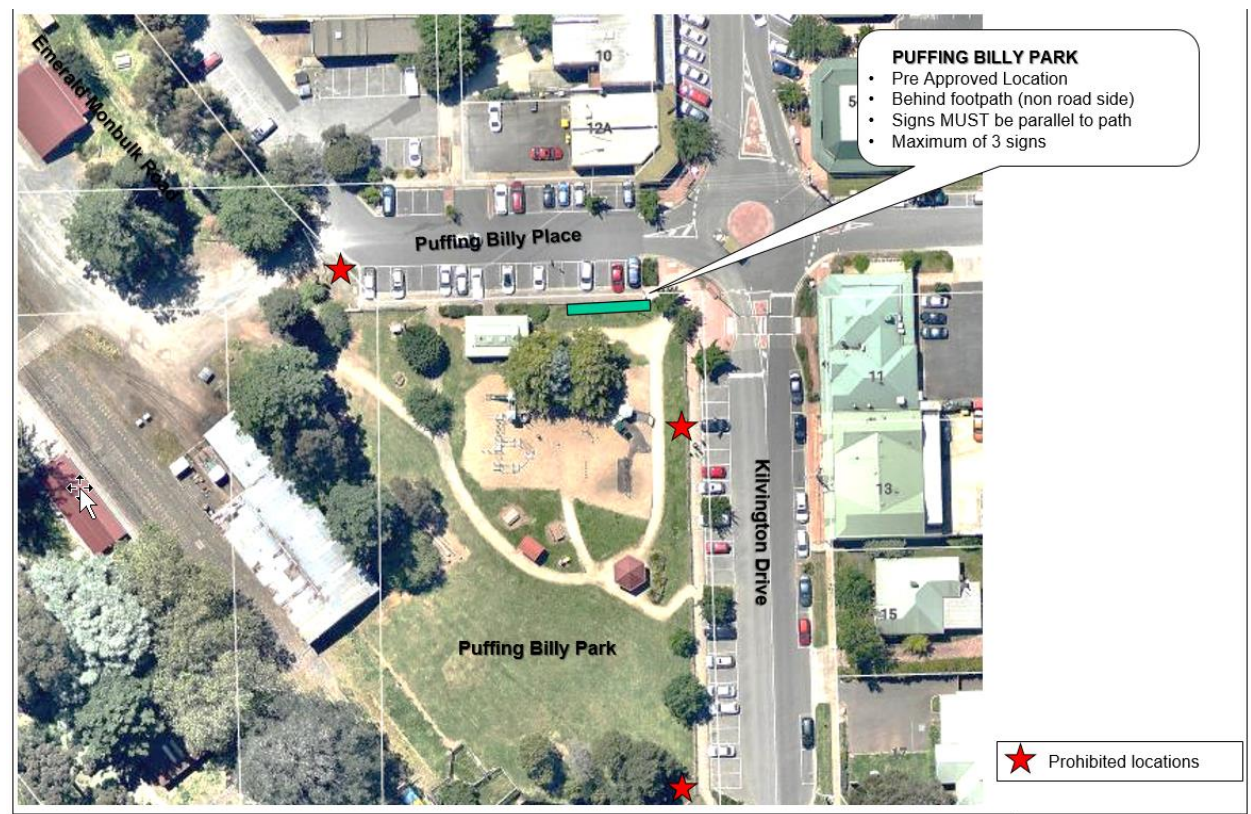 Emerald Monbulk Road
10
12A
PUFFING BILLY PARK
• Pre Approved Location
• Behind footpath (non road side)
• Signs MUST be parallel to path
• Maximum of 3 signs
Puffing Billy Place
11
13
Kilvington Drive
15
Puffing Billy Park
17
Prohibited locations